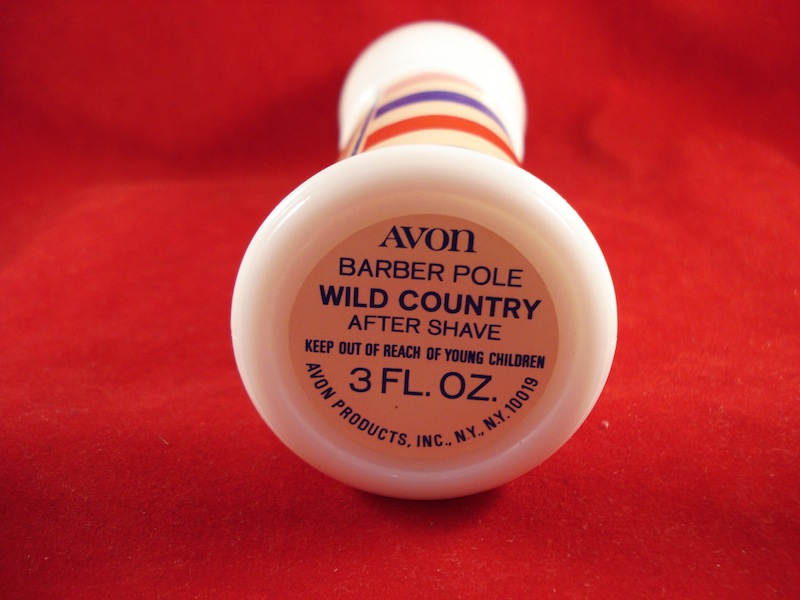 AVON
BARBER POLE
WILD COUNTRY
AFTER SHAVE
KEEP OUT OF REACH OF YOUNG CHILDREN
3 FL. OZ.
AVON PRODUCTS, INC., N.Y., N.Y. 10019